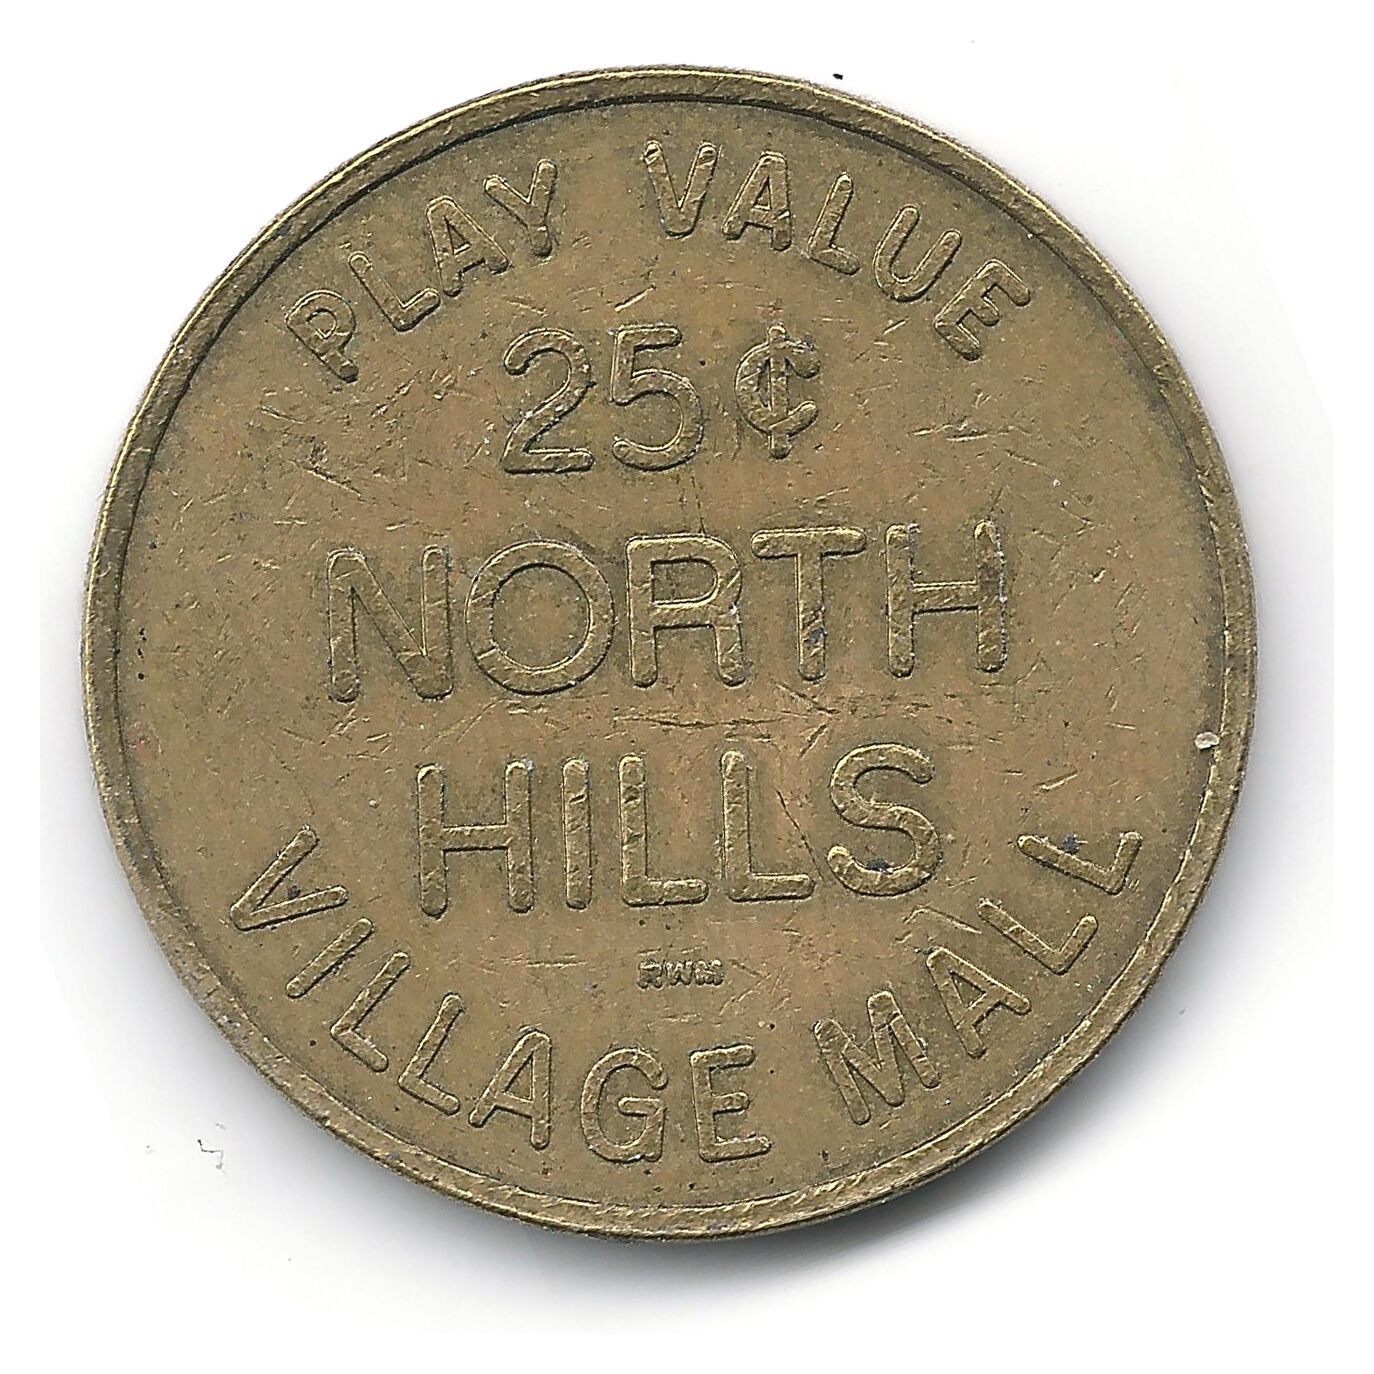 PLAY VALUE
25¢
NORTH
HILLS
RWM
VILLAGE MALL